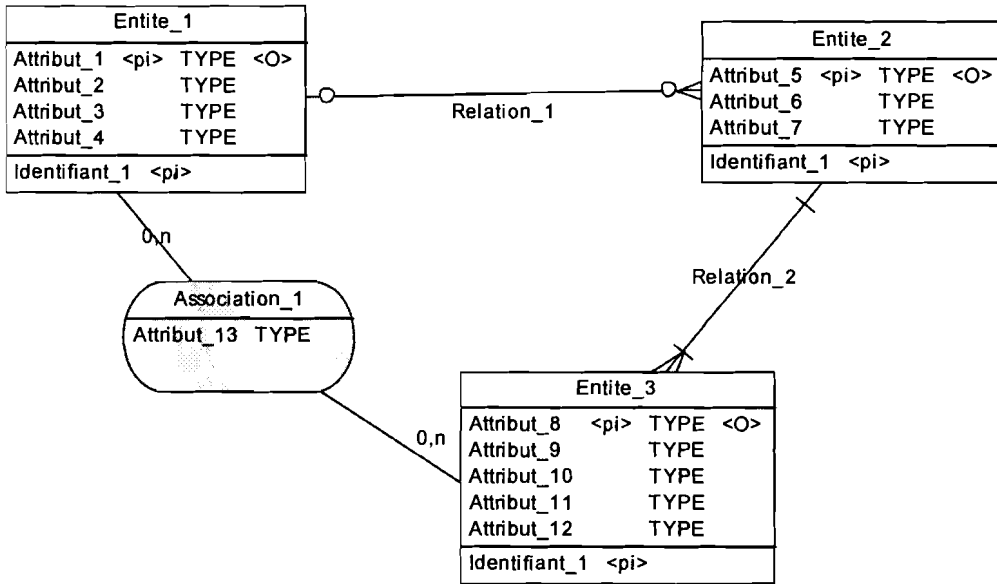 Entite_1
Attribut_1 <pi> TYPE <O>
Attribut_2 TYPE
Attribut_3 TYPE
Attribut_4 TYPE
Identifiant_1 <pi>
Relation_1
Entite_2
Attribut_5 <pi> TYPE <O>
Attribut_6 TYPE
Attribut_7 TYPE
Identifiant_1 <pi>
0,n
Association_1
Attribut_13 TYPE
Relation_2
0,n
Entite_3
Attribut_8 <pi> TYPE <O>
Attribut_9 TYPE
Attribut_10 TYPE
Attribut_11 TYPE
Attribut_12 TYPE
Identifiant_1 <pi>